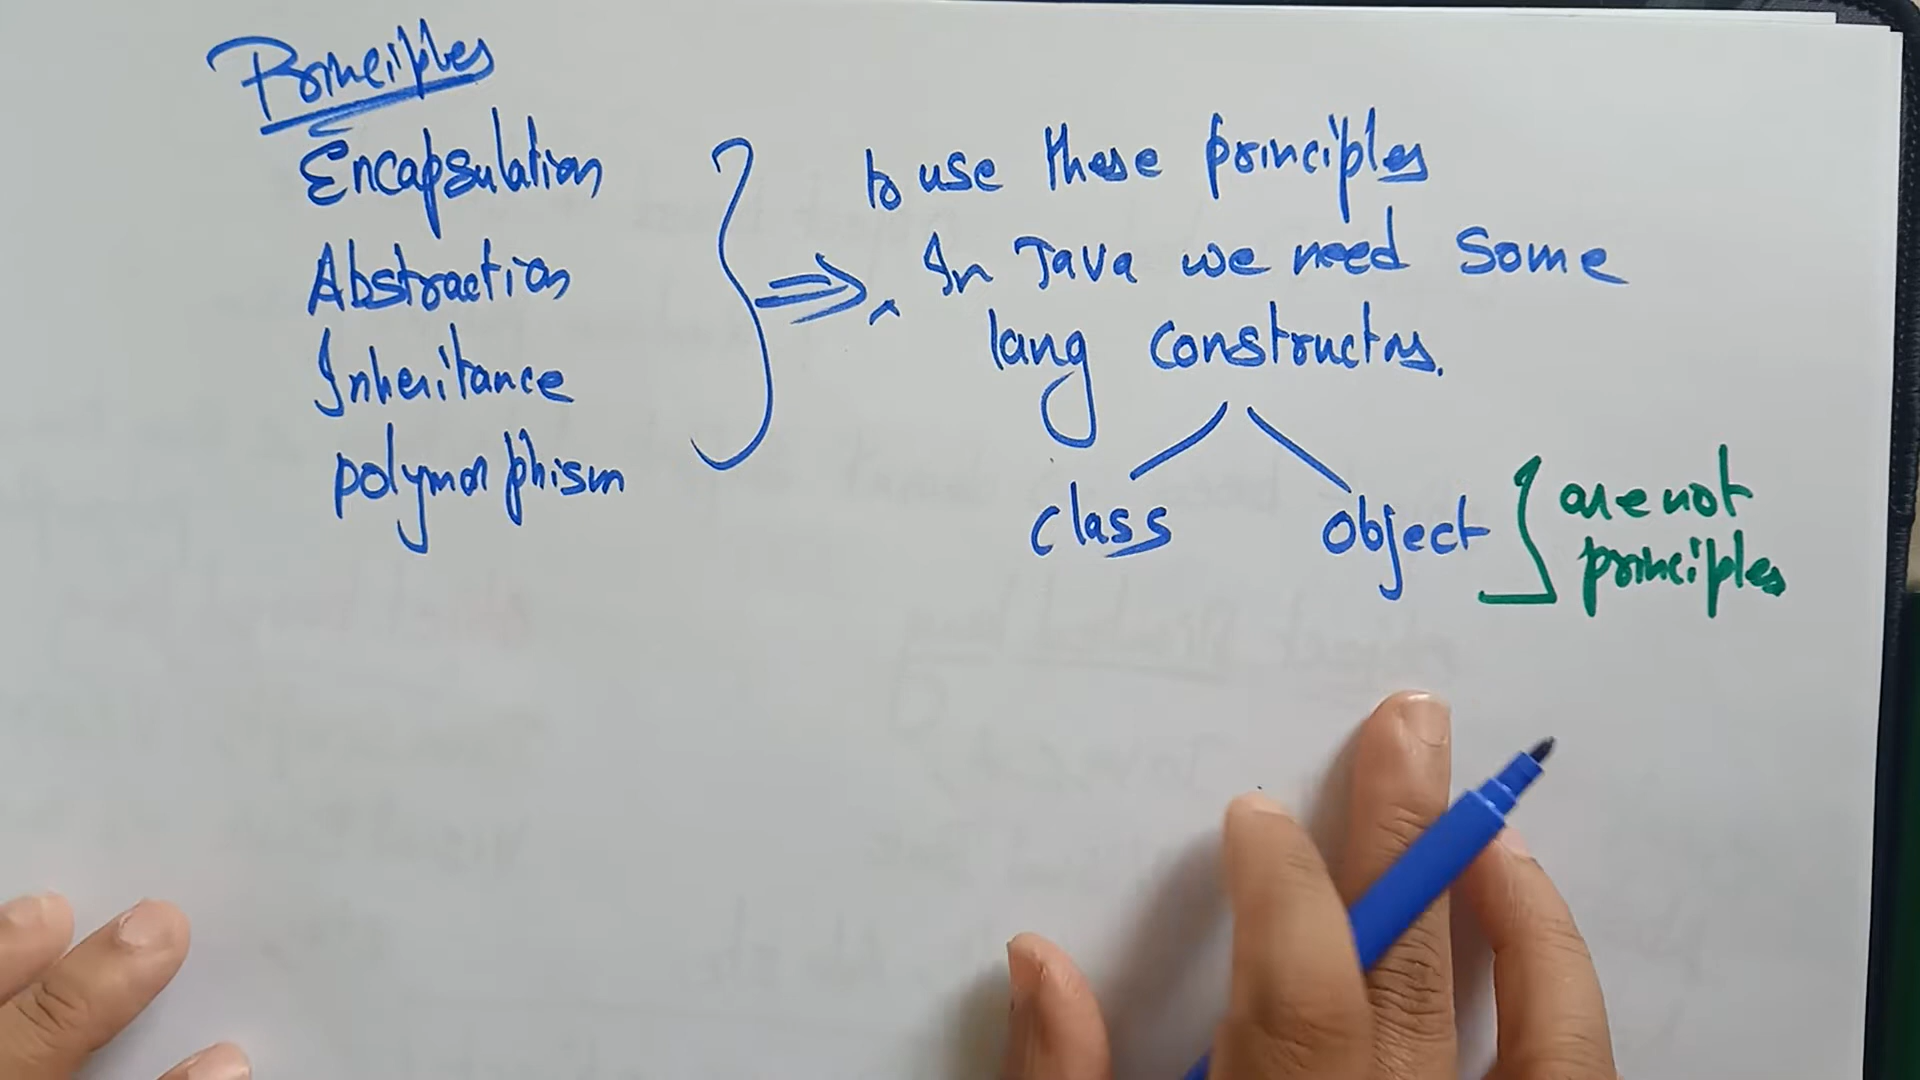 Principles
Encapsulation
Abstraction
Inheritance
polymorphism
to use these principles
In Java we need some
lang constructors.
class
object
are not
principles